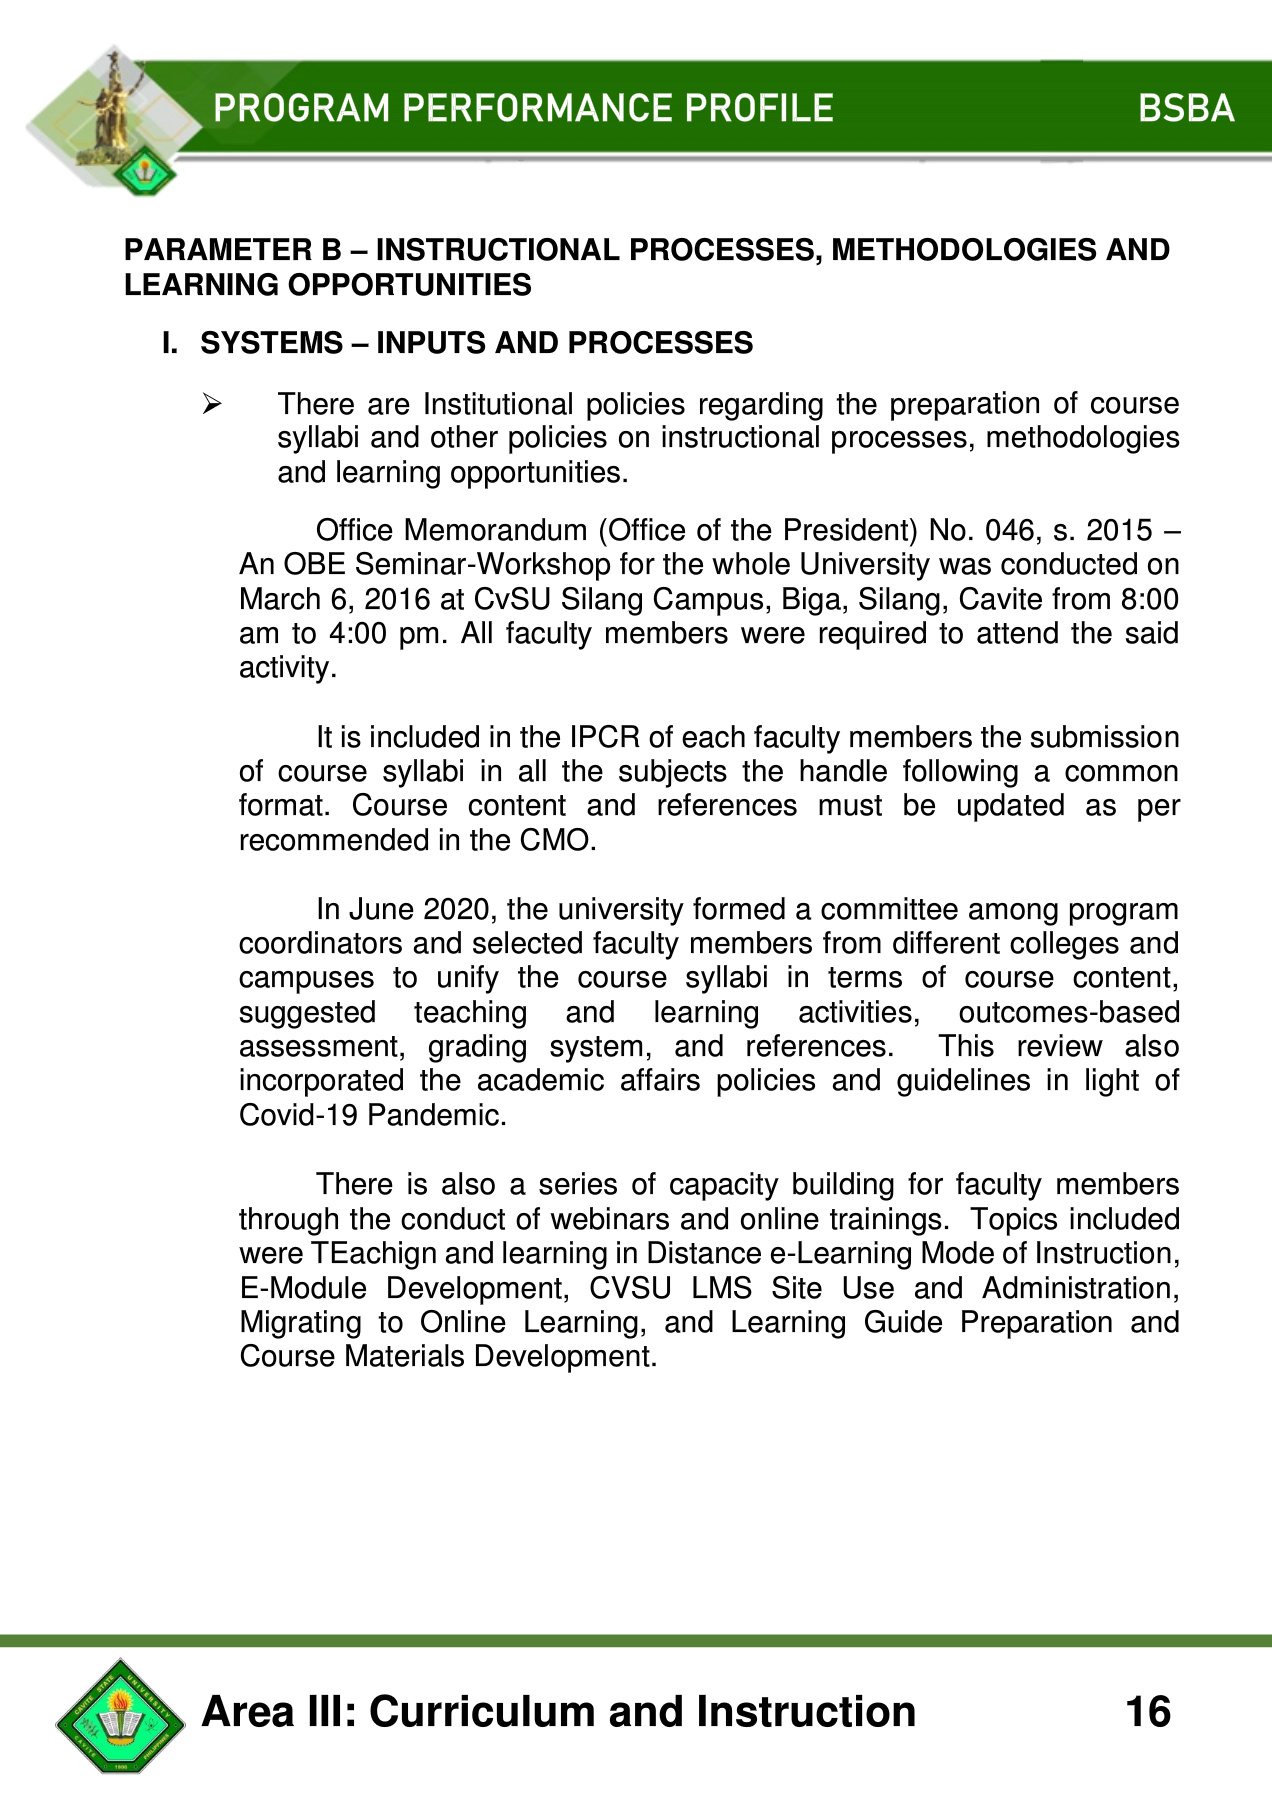 PROGRAM PERFORMANCE PROFILE BSBA
PARAMETER B – INSTRUCTIONAL PROCESSES, METHODOLOGIES AND
LEARNING OPPORTUNITIES
I. SYSTEMS – INPUTS AND PROCESSES
➢ There are Institutional policies regarding the preparation of course
syllabi and other policies on instructional processes, methodologies
and learning opportunities.
Office Memorandum (Office of the President) No. 046, s. 2015 –
An OBE Seminar-Workshop for the whole University was conducted on
March 6, 2016 at CvSU Silang Campus, Biga, Silang, Cavite from 8:00
am to 4:00 pm. All faculty members were required to attend the said
activity.
It is included in the IPCR of each faculty members the submission
of course syllabi in all the subjects the handle following a common
format. Course content and references must be updated as per
recommended in the CMO.
In June 2020, the university formed a committee among program
coordinators and selected faculty members from different colleges and
campuses to unify the course syllabi in terms of course content,
suggested teaching and learning activities, outcomes-based
assessment, grading system, and references. This review also
incorporated the academic affairs policies and guidelines in light of
Covid-19 Pandemic.
There is also a series of capacity building for faculty members
through the conduct of webinars and online trainings. Topics included
were TEachign and learning in Distance e-Learning Mode of Instruction,
E-Module Development, CVSU LMS Site Use and Administration,
Migrating to Online Learning, and Learning Guide Preparation and
Course Materials Development.
CAVITE STATE UNIVERSITY
CAVITE PHILIPPINES
1906
Area III: Curriculum and Instruction 16